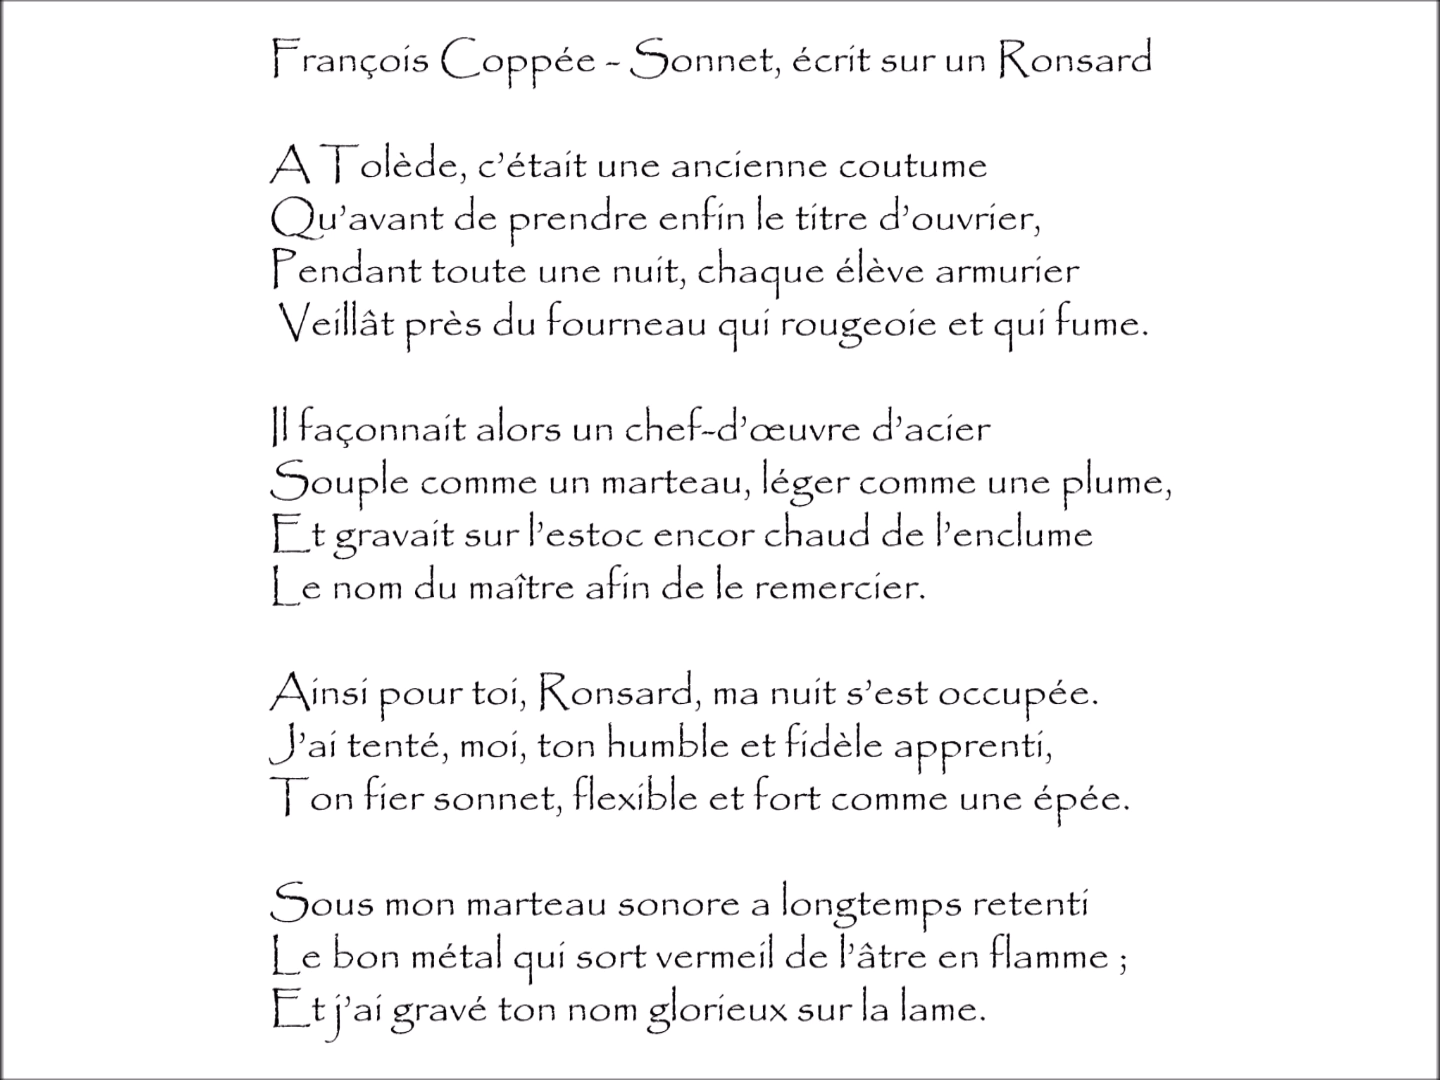 François Coppée - Sonnet, écrit sur un Ronsard
A Tolède, c’était une ancienne coutume
Qu’avant de prendre enfin le titre d’ouvrier,
Pendant toute une nuit, chaque élève armurier
Veillât près du fourneau qui rougeoie et qui fume.
Il façonnait alors un chef-d’œuvre d’acier
Souple comme un marteau, léger comme une plume,
Et gravait sur l’estoc encor chaud de l’enclume
Le nom du maître afin de le remercier.
Ainsi pour toi, Ronsard, ma nuit s’est occupée.
J’ai tenté, moi, ton humble et fidèle apprenti,
Ton fier sonnet, flexible et fort comme une épée.
Sous mon marteau sonore a longtemps retenti
Le bon métal qui sort vermeil de l’âtre en flamme ;
Et j’ai gravé ton nom glorieux sur la lame.